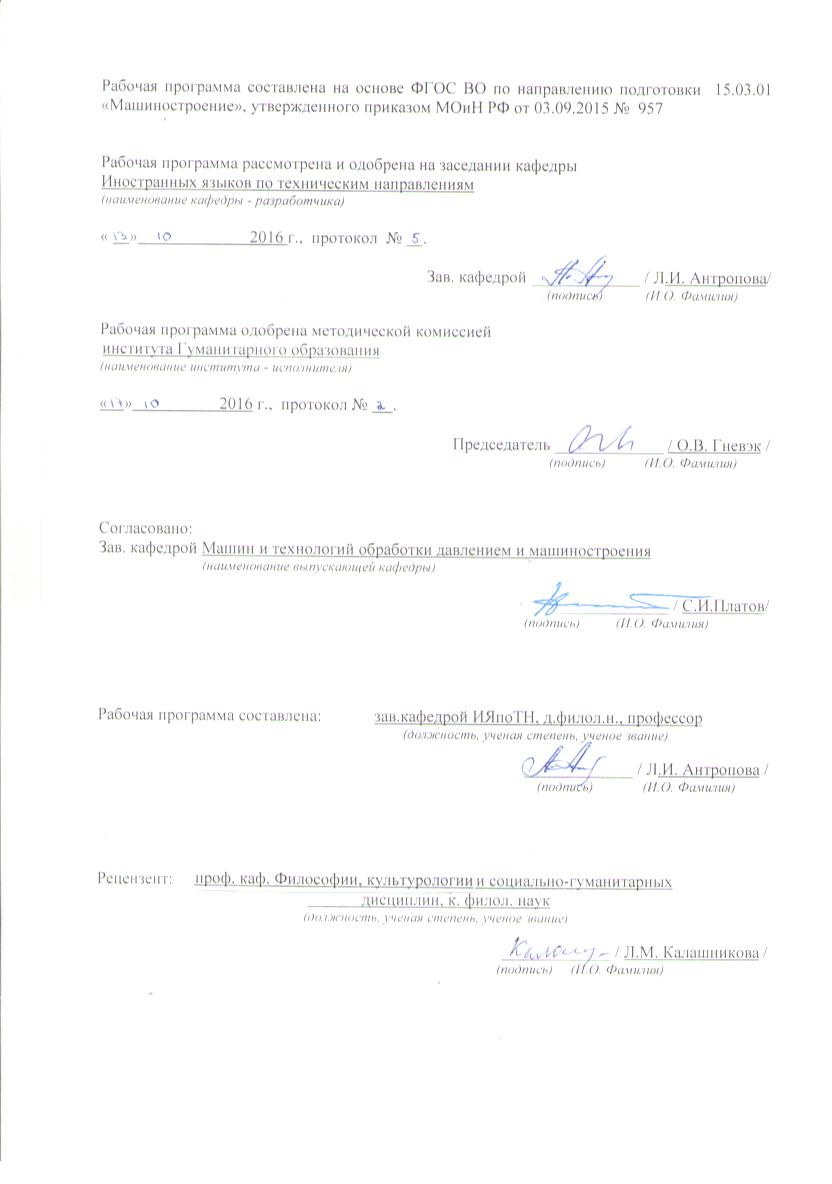 Рабочая программа составлена на основе ФГОС ВО по направлению подготовки 15.03.01
«Машиностроение», утвержденного приказом МОиН РФ от 03.09.2015 № 957
Рабочая программа рассмотрена и одобрена на заседании кафедры
Иностранных языков по техническим направлениям
(наименование кафедры - разработчика)
« 13 » 10 2016 г., протокол № 5.
Зав. кафедрой / Л.И. Антропова/
(подпись) (И.О. Фамилия)
Рабочая программа одобрена методической комиссией
института Гуманитарного образования
(наименование института - исполнителя)
«17» 10 2016 г., протокол № 2.
Председатель / О.В. Гневэк /
(подпись) (И.О. Фамилия)
Согласовано:
Зав. кафедрой Машин и технологий обработки давлением и машиностроения
(наименование выпускающей кафедры)
/ С.И.Платов/
(подпись) (И.О. Фамилия)
Рабочая программа составлена: зав.кафедрой ИЯпоТН, д.филол.н., профессор
(должность, ученая степень, ученое звание)
/ Л.И. Антропова /
(подпись) (И.О. Фамилия)
Рецензент: проф. каф. Философии, культурологии и социально-гуманитарных
дисциплин, к. филол. наук
(должность, ученая степень, ученое звание)
/ Л.М. Калашникова /
(подпись) (И.О. Фамилия)